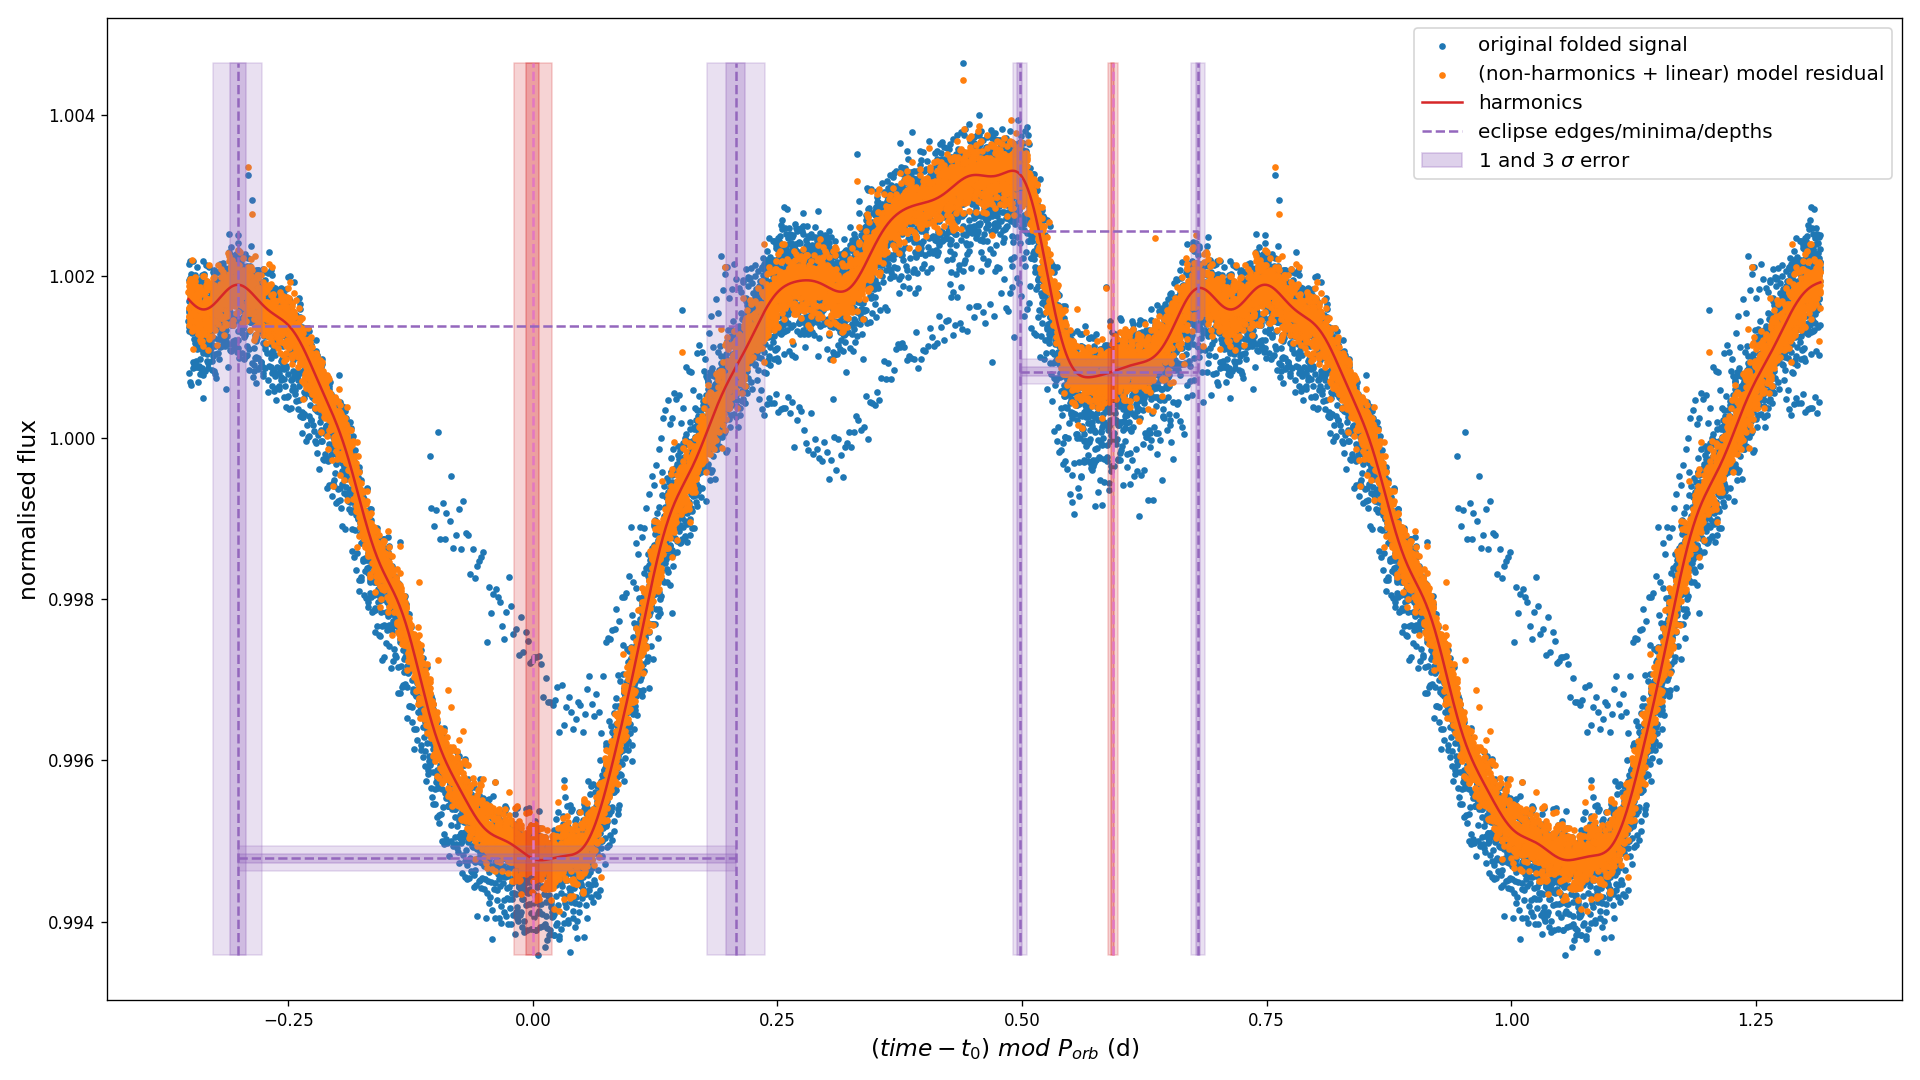 original folded signal
(non-harmonics + linear) model residual
harmonics
eclipse edges/minima/depths
1 and 3 σ error
normalised flux
1.004
1.002
1.000
0.998
0.996
0.994
−0.25
0.00
0.25
0.50
0.75
1.00
1.25
(time − t₀) mod Pₒᵣb (d)